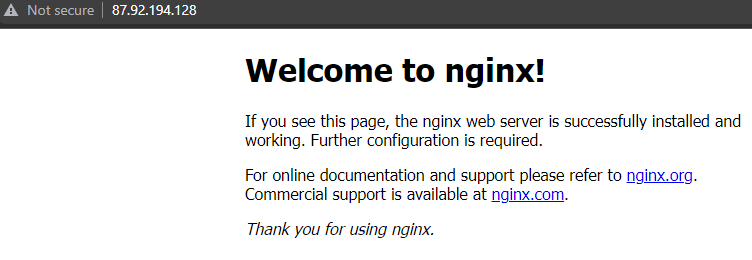 Not secure 87.92.194.128
Welcome to nginx!
If you see this page, the nginx web server is successfully installed and
working. Further configuration is required.
For online documentation and support please refer to nginx.org.
Commercial support is available at nginx.com.
Thank you for using nginx.